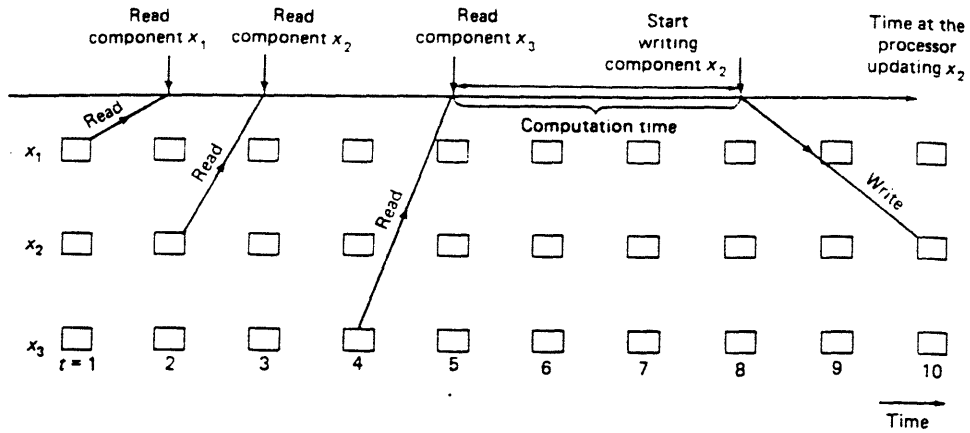 Read component x₁
Read component x₂
Read component x₃
Start writing component x₂
Time at the processor updating x₂
Read
Computation time
x₁
Read
Read
Write
x₂
x₃
t = 1 2 3 4 5 6 7 8 9 10
Time